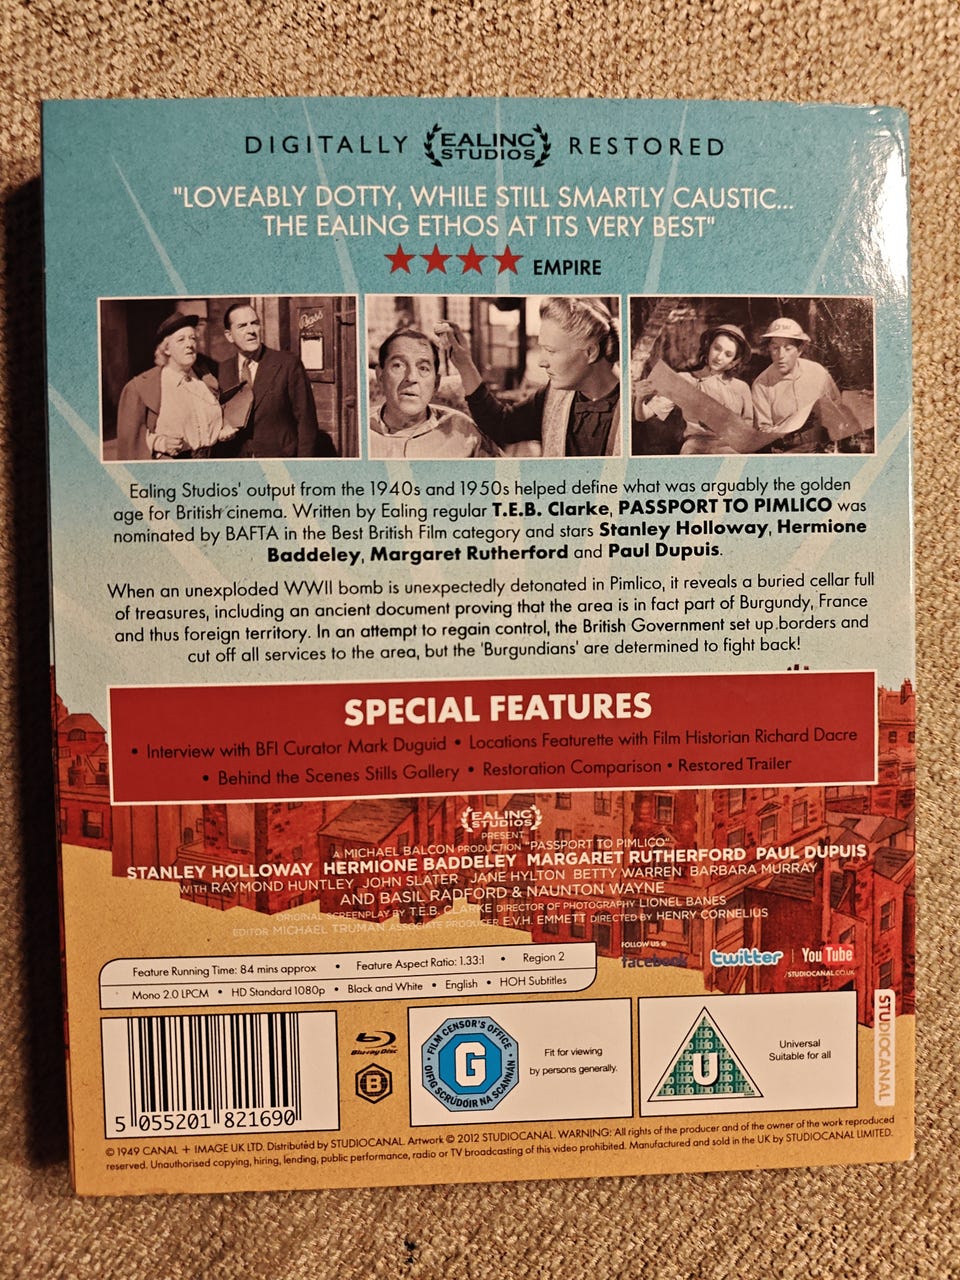 DIGITALLY EALING STUDIOS RESTORED
"LOVEABLY DOTTY, WHILE STILL SMARTLY CAUSTIC...
THE EALING ETHOS AT ITS VERY BEST"
★★★★ EMPIRE
Bass
Ealing Studios' output from the 1940s and 1950s helped define what was arguably the golden
age for British cinema. Written by Ealing regular T.E.B. Clarke, PASSPORT TO PIMLICO was
nominated by BAFTA in the Best British Film category and stars Stanley Holloway, Hermione
Baddeley, Margaret Rutherford and Paul Dupuis.
When an unexploded WWII bomb is unexpectedly detonated in Pimlico, it reveals a buried cellar full
of treasures, including an ancient document proving that the area is in fact part of Burgundy, France
and thus foreign territory. In an attempt to regain control, the British Government set up borders and
cut off all services to the area, but the 'Burgundians' are determined to fight back!
SPECIAL FEATURES
• Interview with BFI Curator Mark Duguid • Locations Featurette with Film Historian Richard Dacre
• Behind the Scenes Stills Gallery • Restoration Comparison • Restored Trailer
EALING STUDIOS
PRESENT
A MICHAEL BALCON PRODUCTION "PASSPORT TO PIMLICO"
STANLEY HOLLOWAY HERMIONE BADDELEY MARGARET RUTHERFORD PAUL DUPUIS
WITH RAYMOND HUNTLEY JOHN SLATER JANE HYLTON BETTY WARREN BARBARA MURRAY
AND BASIL RADFORD & NAUNTON WAYNE
ORIGINAL SCREENPLAY BY T.E.B. CLARKE DIRECTOR OF PHOTOGRAPHY LIONEL BANES
EDITOR MICHAEL TRUMAN ASSOCIATE PRODUCER E.V.H. EMMETT DIRECTED BY HENRY CORNELIUS
FOLLOW US @
facebook twitter You Tube
/STUDIOCANAL.CO.UK
Feature Running Time: 84 mins approx • Feature Aspect Ratio: 1.33:1 • Region 2
Mono 2.0 LPCM • HD Standard 1080p • Black and White • English • HOH Subtitles
5 055201 821690
Blu-ray Disc
B
FILM CENSOR'S OFFICE
G
OIFIG SCRÚDÓIR NA SCANNÁN
Fit for viewing
by persons generally.
U
Universal
Suitable for all
STUDIOCANAL
© 1949 CANAL + IMAGE UK LTD. Distributed by STUDIOCANAL. Artwork © 2012 STUDIOCANAL. WARNING: All rights of the producer and of the owner of the work reproduced
reserved. Unauthorised copying, hiring, lending, public performance, radio or TV broadcasting of this video prohibited. Manufactured and sold in the UK by STUDIOCANAL LIMITED.